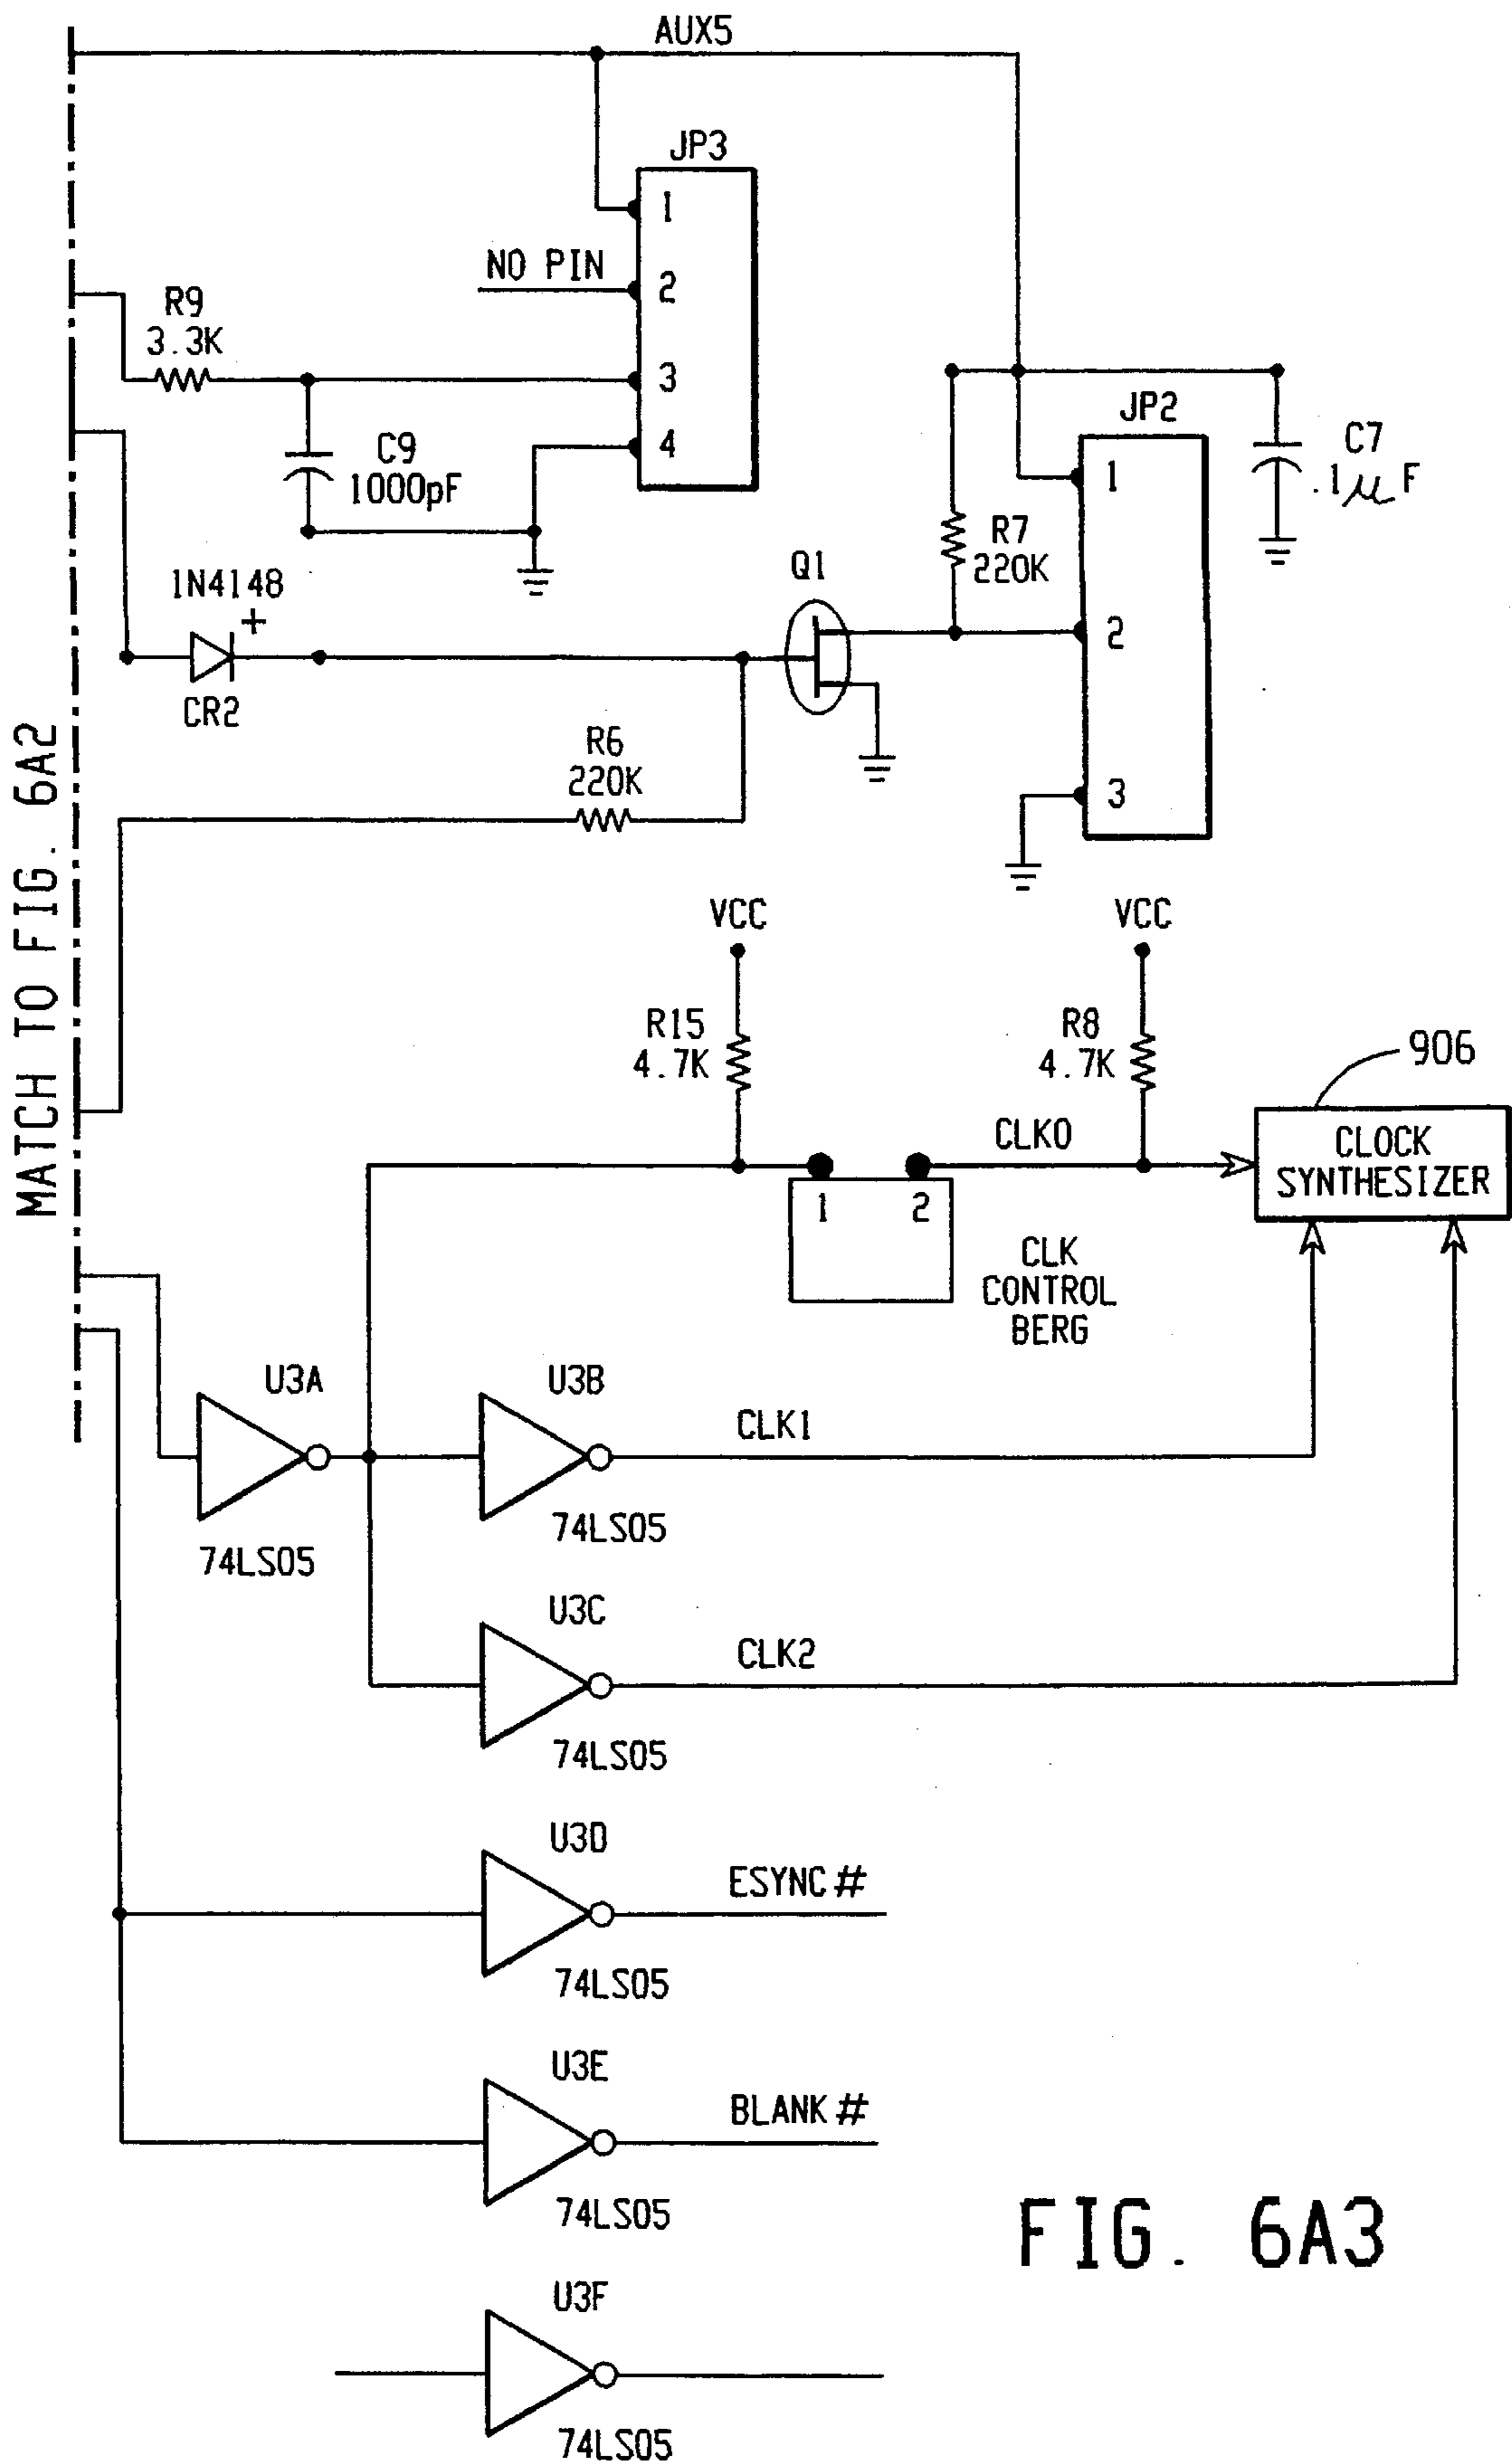 AUX5
JP3
1
NO PIN
2
R9
3.3K
3
4
C9
1000pF
JP2
1
C7
.1μF
R7
220K
Q1
1N4148
+
CR2
2
R6
220K
3
MATCH TO FIG. 6A2
VCC
VCC
R15
4.7K
R8
4.7K
906
CLK0
CLOCK
SYNTHESIZER
1 2
CLK
CONTROL
BERG
U3A
U3B
CLK1
74LS05
74LS05
U3C
CLK2
74LS05
U3D
ESYNC#
74LS05
U3E
BLANK#
74LS05
FIG. 6A3
U3F
74LS05